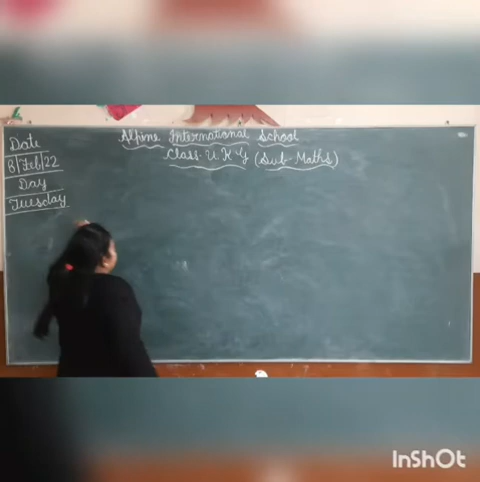 Alpine International School
Class- U K G (Sub- Maths)
Date
8|Feb|22
Day
Tuesday
InShOt